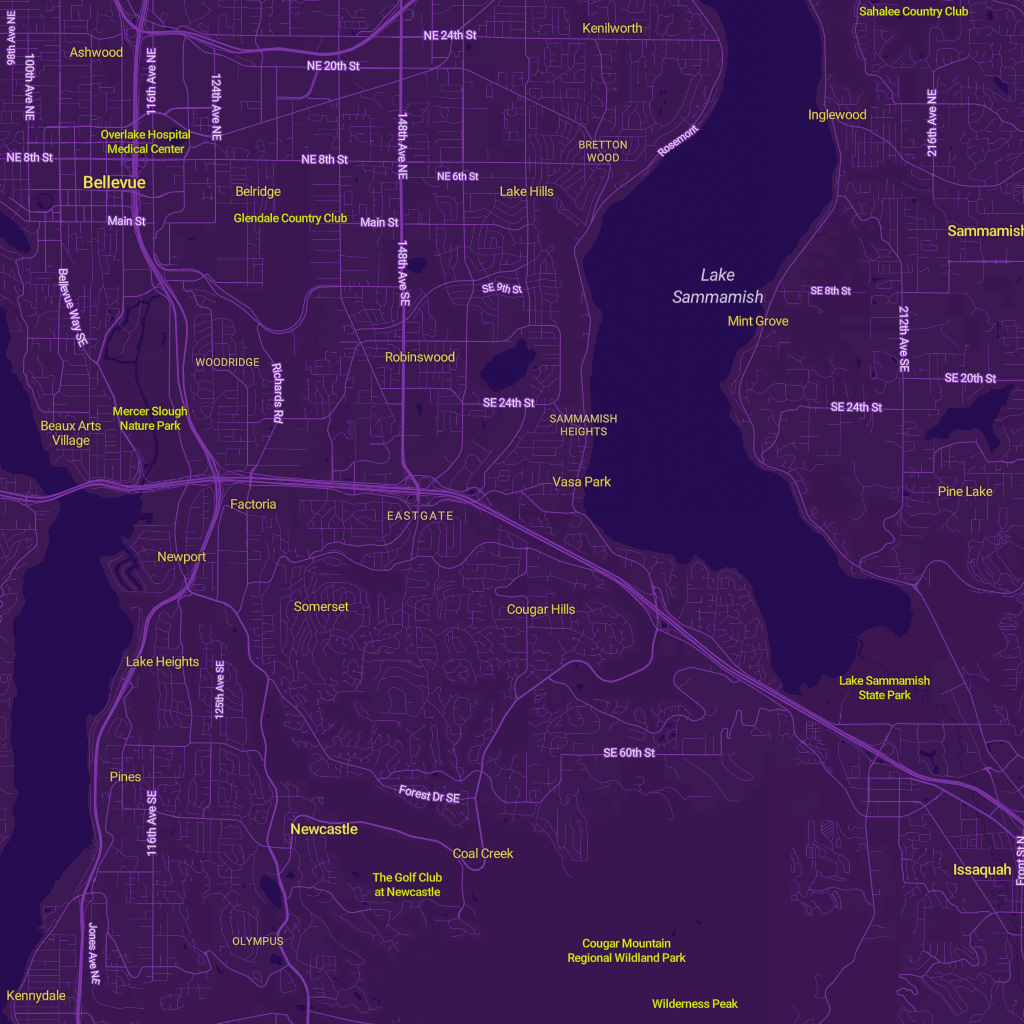 Sahalee Country Club
98th Ave NE
Kenilworth
NE 24th St
Ashwood
NE 20th St
100th Ave NE
116th Ave NE
124th Ave NE
Inglewood
216th Ave NE
148th Ave NE
Overlake Hospital
Medical Center
Rosemont
BRETTON
WOOD
NE 8th St
NE 8th St
NE 6th St
Bellevue
Belridge
Lake Hills
Main St
Glendale Country Club
Main St
Sammamish
148th Ave SE
Lake
Sammamish
SE 9th St
SE 8th St
Bellevue Way SE
Mint Grove
212th Ave SE
WOODRIDGE
Robinswood
Richards Rd
SE 20th St
SE 24th St
SE 24th St
Mercer Slough
Nature Park
Beaux Arts
Village
SAMMAMISH
HEIGHTS
Vasa Park
Pine Lake
Factoria
EASTGATE
Newport
Somerset
Cougar Hills
Lake Heights
125th Ave SE
Lake Sammamish
State Park
SE 60th St
Pines
Forest Dr SE
116th Ave SE
Newcastle
Coal Creek
Front St N
Issaquah
The Golf Club
at Newcastle
OLYMPUS
Jones Ave NE
Cougar Mountain
Regional Wildland Park
Kennydale
Wilderness Peak